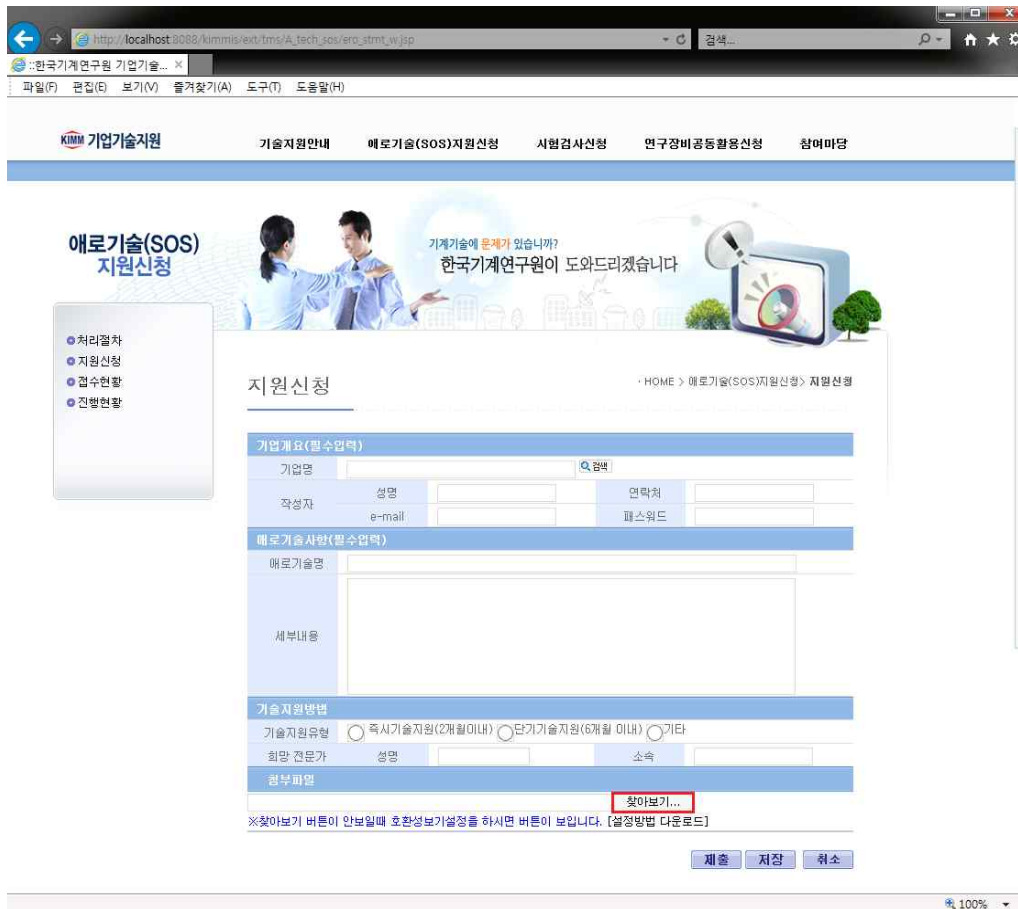 http://localhost:8088/kimmis/ext/tms/A_tech_sos/ero_stmt_w.jsp
검색...
::한국기계연구원 기업기술... ×
파일(F) 편집(E) 보기(V) 즐겨찾기(A) 도구(T) 도움말(H)
KIMM 기업기술지원
기술지원안내 애로기술(SOS)지원신청 시험검사신청 연구장비공동활용신청 참여마당
애로기술(SOS)
지원신청
기계기술에 문제가 있습니까?
한국기계연구원이 도와드리겠습니다
처리절차
지원신청
접수현황
진행현황
지원신청
· HOME > 애로기술(SOS)지원신청> 지원신청
기업개요(필수입력)
기업명 검색
작성자 성명 연락처
e-mail 패스워드
애로기술사항(필수입력)
애로기술명
세부내용
기술지원방법
기술지원유형 즉시기술지원(2개월이내) 단기기술지원(6개월 이내) 기타
희망 전문가 성명 소속
첨부파일
찾아보기...
※찾아보기 버튼이 안보일때 호환성보기설정을 하시면 버튼이 보입니다. [설정방법 다운로드]
제출 저장 취소
100%